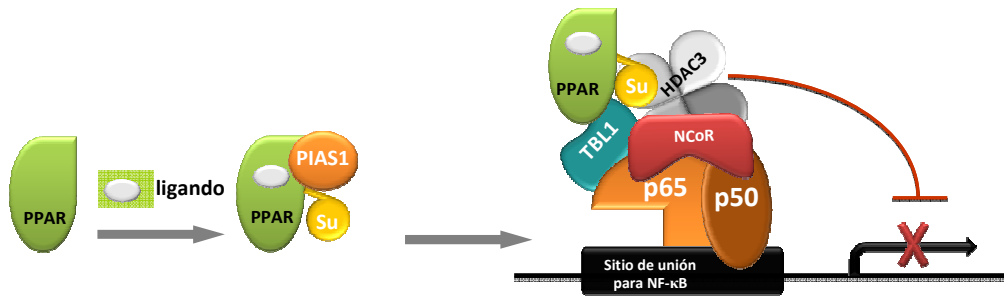 PPAR
ligando
PIAS1
PPAR
Su
PPAR
Su
HDAC3
TBL1
NCoR
p65
p50
Sitio de unión
para NF-κB
X